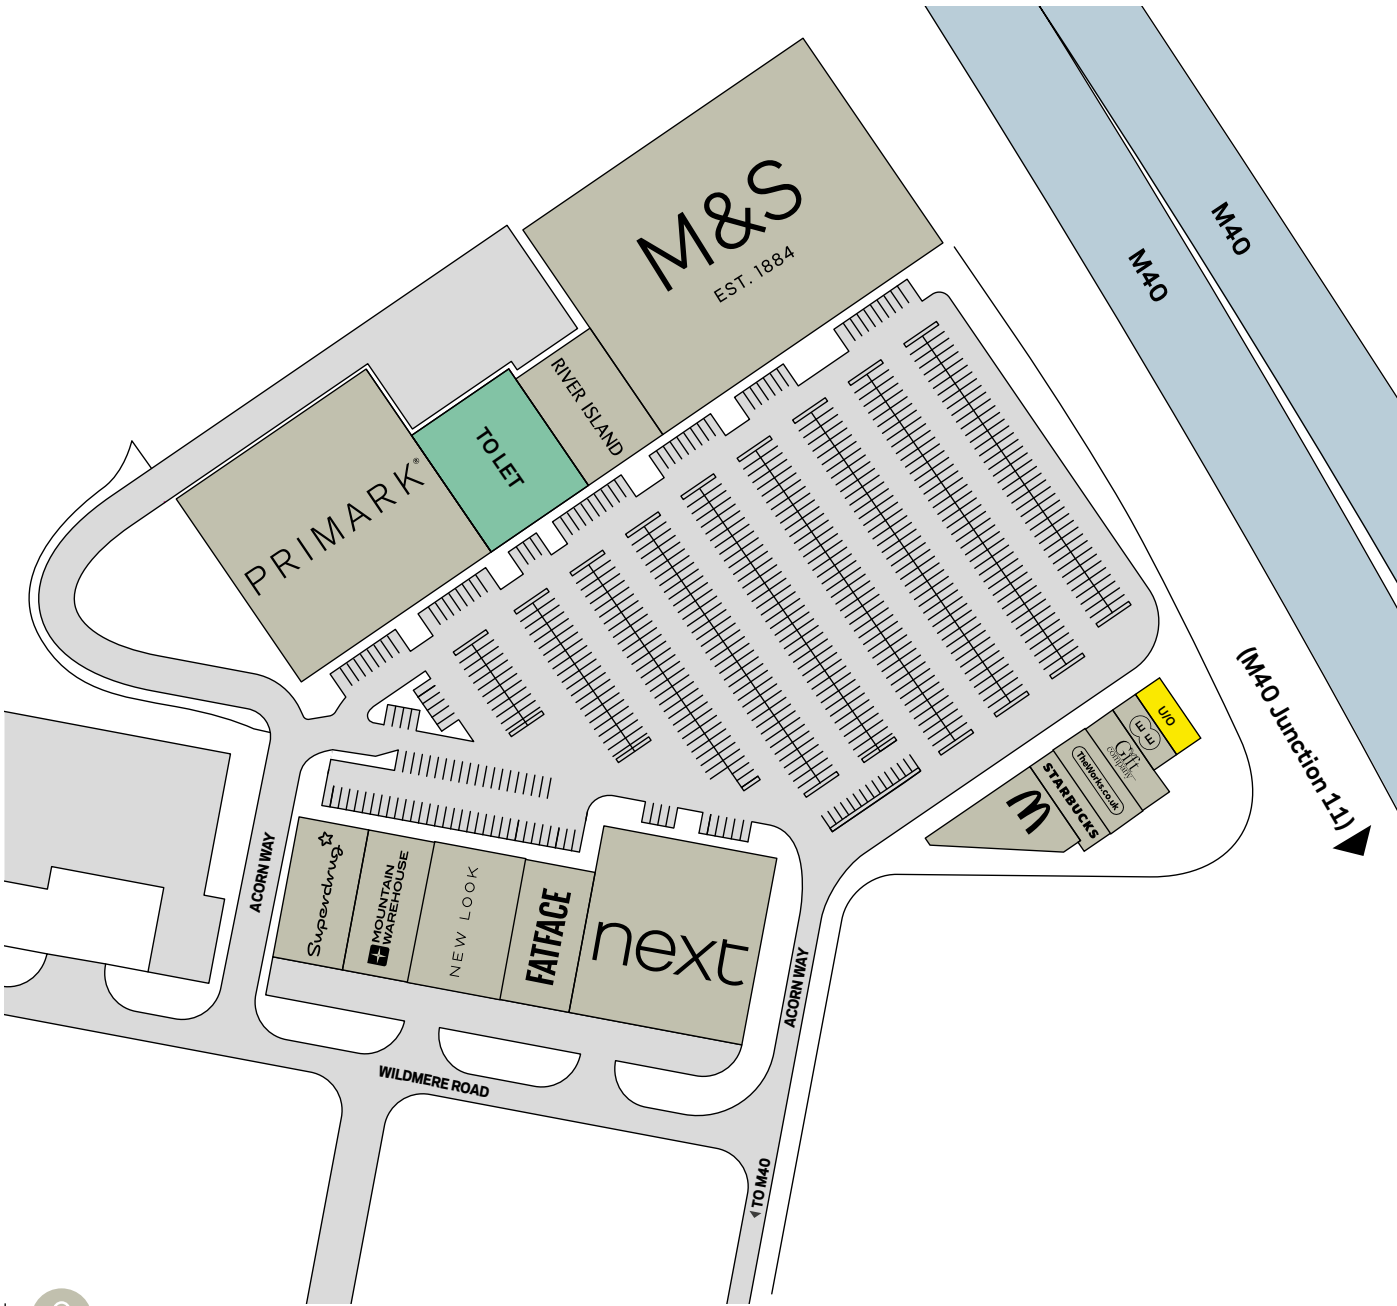 M&S
EST. 1884
M40
M40
RIVER ISLAND
TO LET
PRIMARK®
(M40 Junction 11)
U/O
EE
Gift
company
TheWorks.co.uk
STARBUCKS
M
ACORN WAY
Superdrug
MOUNTAIN
WAREHOUSE
NEW LOOK
FATFACE
next
ACORN WAY
WILDMERE ROAD
TO M40